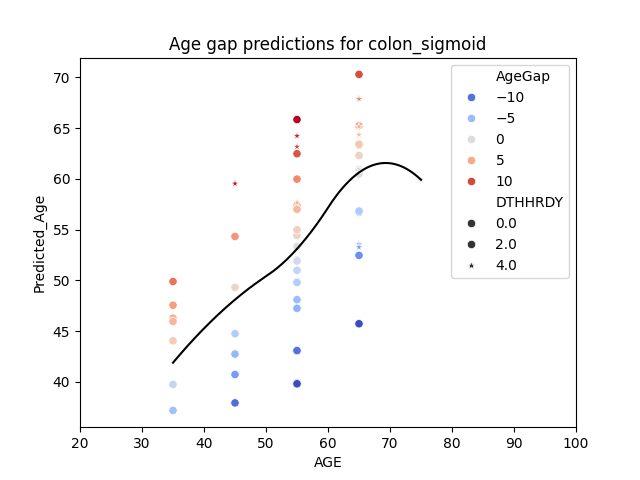 Age gap predictions for colon_sigmoid
Predicted_Age
70
65
60
55
50
45
40
20 30 40 50 60 70 80 90 100
AGE
AgeGap
−10
−5
0
5
10
DTHHRDY
0.0
2.0
4.0